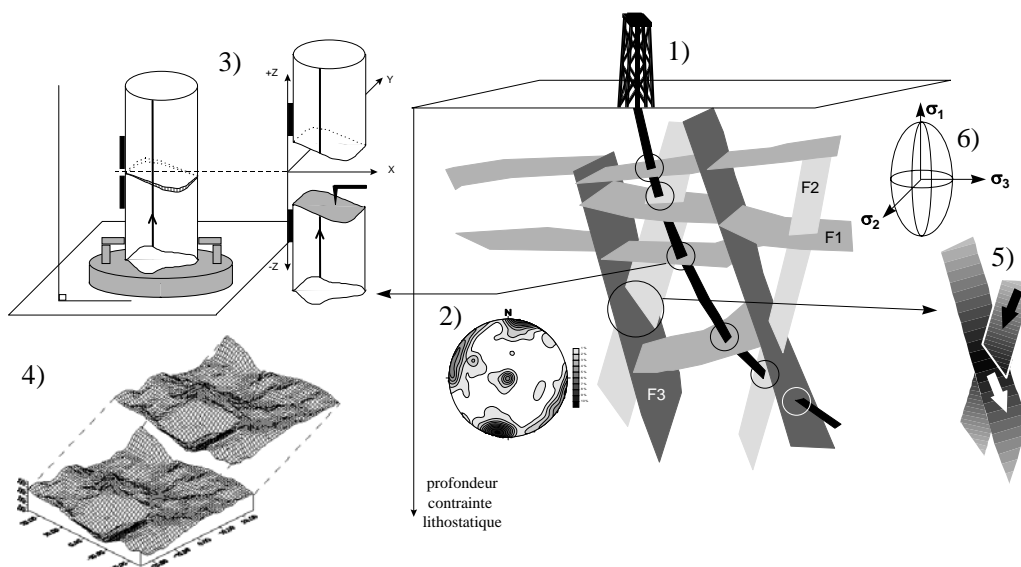 1)
3)
+Z
Y
X
-Z
6)
σ1
σ3
σ2
F2
F1
5)
2)
N
F3
4)
profondeur
contrainte
lithostatique